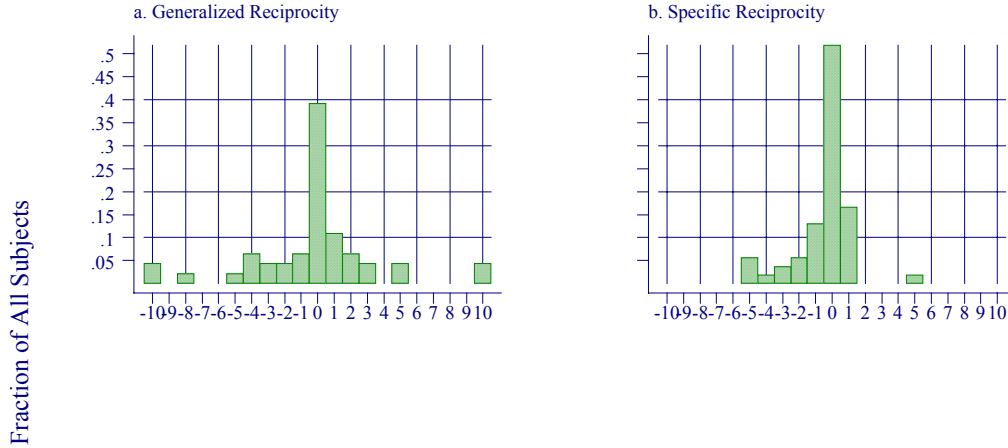 a. Generalized Reciprocity
b. Specific Reciprocity
.5
.45
.4
.35
.3
.25
.2
.15
.1
.05
-10 -9 -8 -7 -6 -5 -4 -3 -2 -1 0 1 2 3 4 5 6 7 8 9 10
-10 -9 -8 -7 -6 -5 -4 -3 -2 -1 0 1 2 3 4 5 6 7 8 9 10
Fraction of All Subjects